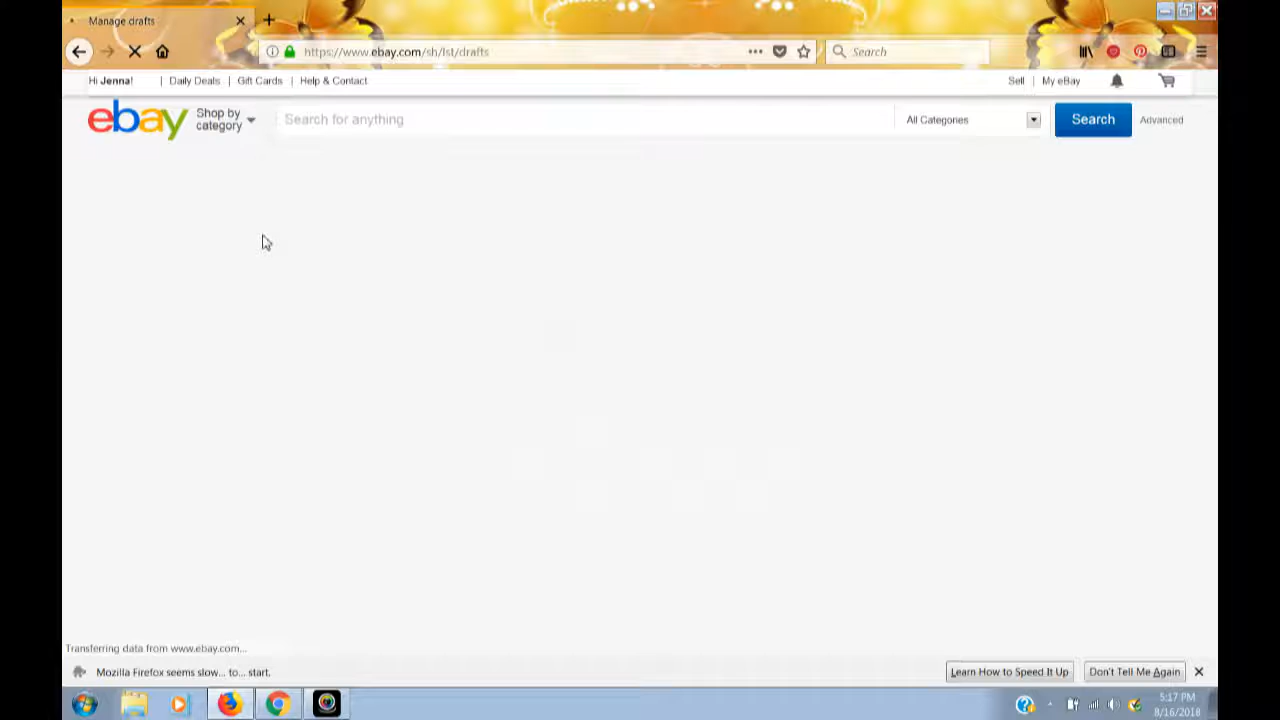 Manage drafts
https://www.ebay.com/sh/lst/drafts
Search
Hi Jenna! | Daily Deals | Gift Cards | Help & Contact
Sell | My eBay
ebay
Shop by
category
Search for anything
All Categories
Search
Advanced
Transferring data from www.ebay.com...
Mozilla Firefox seems slow... to... start.
Learn How to Speed It Up
Don't Tell Me Again
5:17 PM
8/16/2018